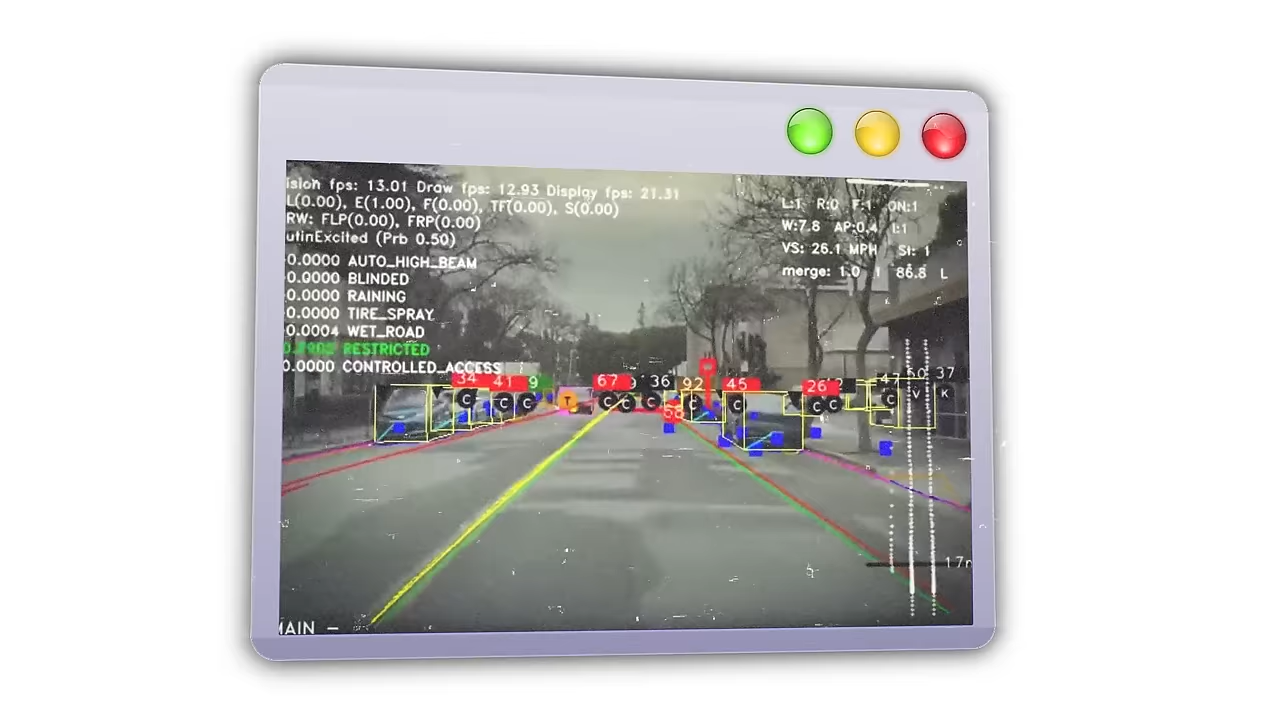 ision fps: 13.01 Draw fps: 12.93 Display fps: 21.31
L(0.00), E(1.00), F(0.00), TF(0.00), S(0.00)
RW: FLP(0.00), FRP(0.00)
utinExcited (Prb 0.50)
0.0000 AUTO_HIGH_BEAM
0.0000 BLINDED
0.0000 RAINING
0.0000 TIRE_SPRAY
0.0004 WET_ROAD
RESTRICTED
0.0000 CONTROLLED_ACCESS
L:1 R:0 F:1 ON:1
W:7.8 AP:0.4 I:1
VS: 26.1 MPH SI: 1
merge: 1.0 86.8 L
34 41 9 67 36 92 45 26 47 50 37
C C C T C C C C C C C C V K
58
17
MAIN –